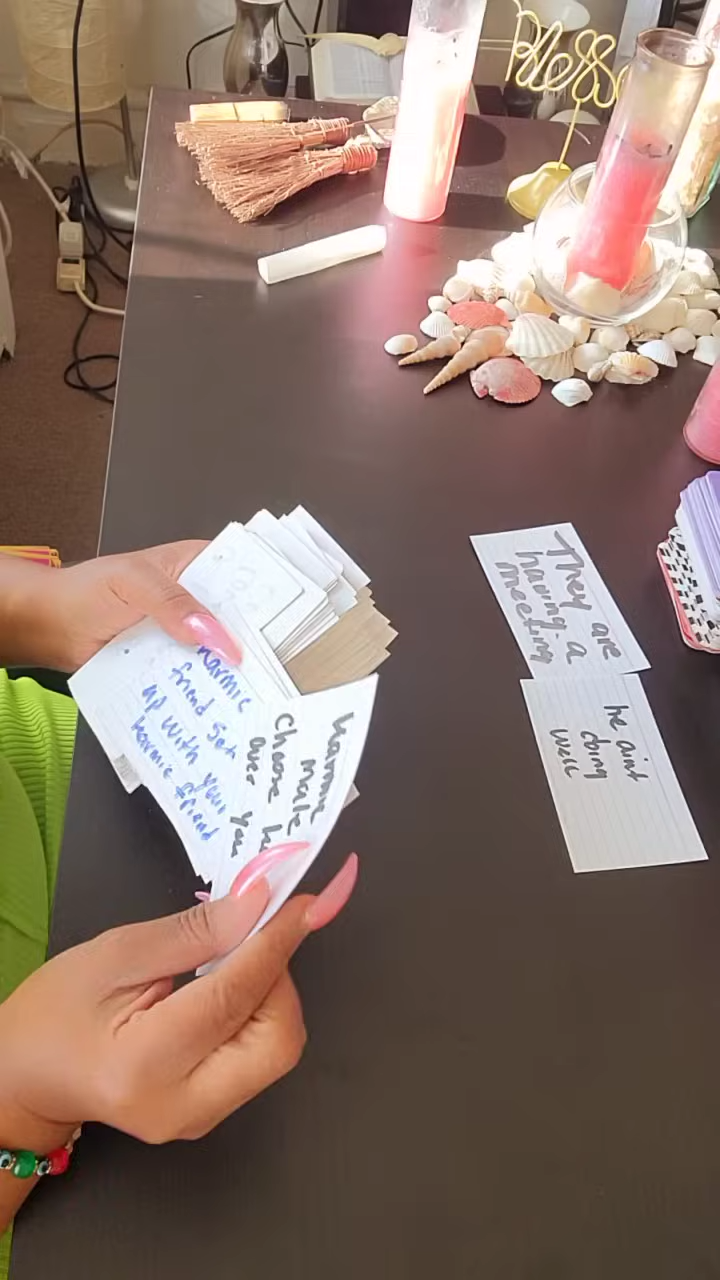 Bless
They are
having a
meeting
he aint
doing
well
karmic
friend set
up with your
karmic friend
karmic
male
Choose
over you